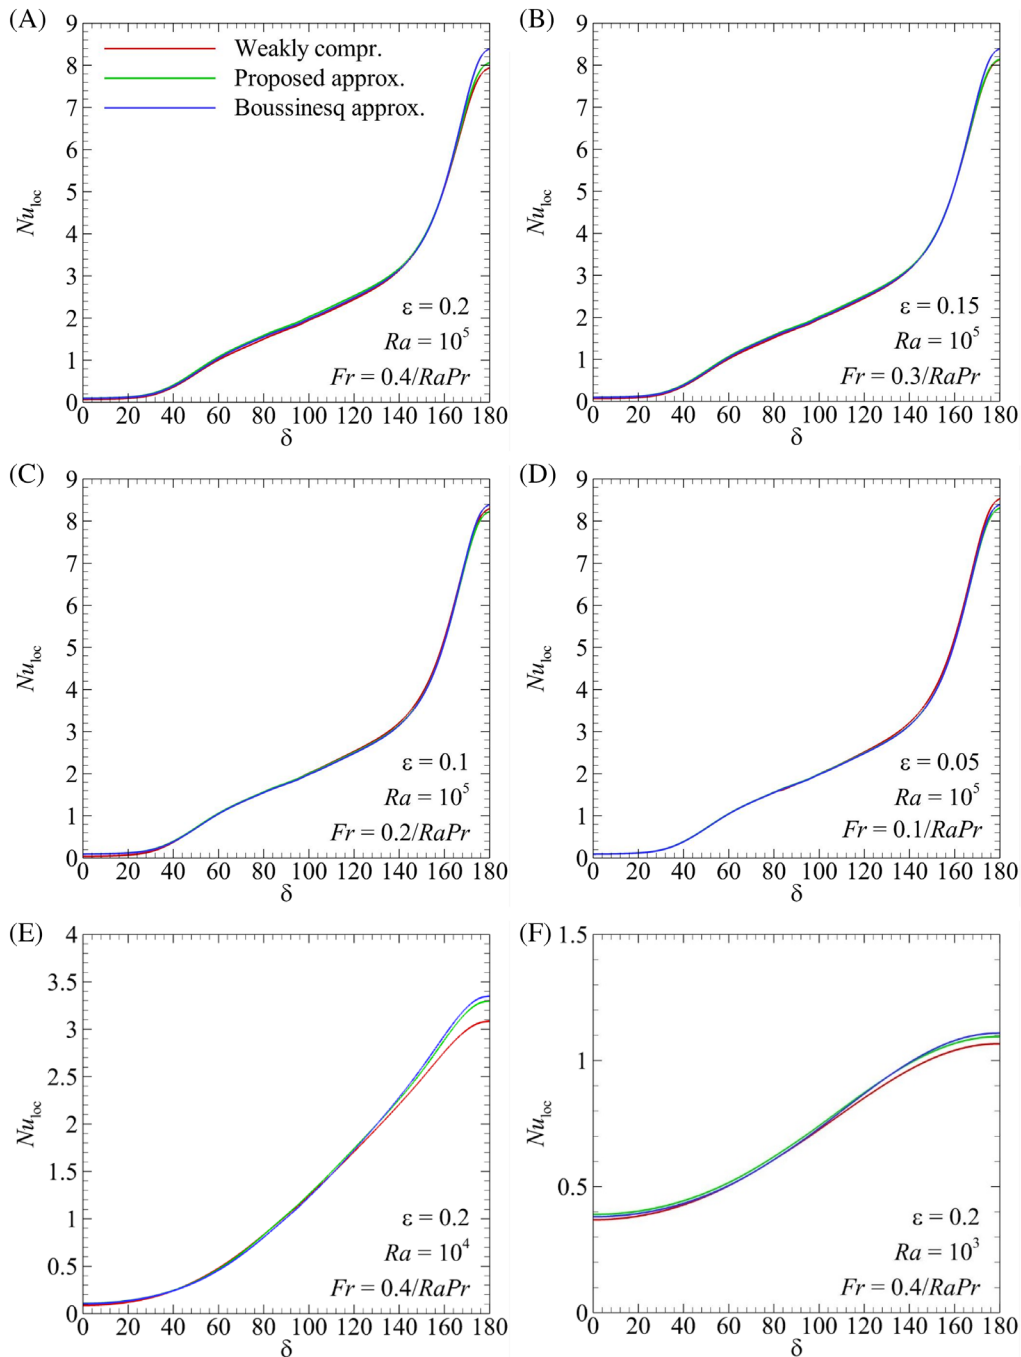 (A)
9
8
7
6
5
4
3
2
1
0
Nu_loc
Weakly compr.
Proposed approx.
Boussinesq approx.
ε = 0.2
Ra = 10^5
Fr = 0.4/RaPr
0 20 40 60 80 100 120 140 160 180
δ
(B)
9
8
7
6
5
4
3
2
1
0
Nu_loc
ε = 0.15
Ra = 10^5
Fr = 0.3/RaPr
0 20 40 60 80 100 120 140 160 180
δ
(C)
9
8
7
6
5
4
3
2
1
0
Nu_loc
ε = 0.1
Ra = 10^5
Fr = 0.2/RaPr
0 20 40 60 80 100 120 140 160 180
δ
(D)
9
8
7
6
5
4
3
2
1
0
Nu_loc
ε = 0.05
Ra = 10^5
Fr = 0.1/RaPr
0 20 40 60 80 100 120 140 160 180
δ
(E)
4
3.5
3
2.5
2
1.5
1
0.5
0
Nu_loc
ε = 0.2
Ra = 10^4
Fr = 0.4/RaPr
0 20 40 60 80 100 120 140 160 180
δ
(F)
1.5
1
0.5
0
Nu_loc
ε = 0.2
Ra = 10^3
Fr = 0.4/RaPr
0 20 40 60 80 100 120 140 160 180
δ